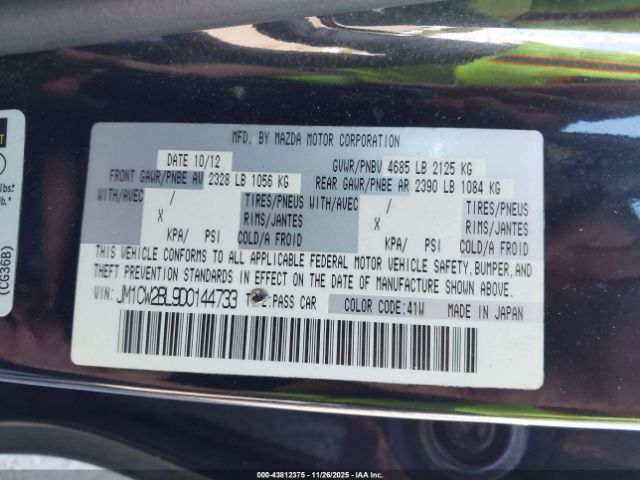 MFD. BY MAZDA MOTOR CORPORATION
DATE 10/12 GVWR/PNBV 4685 LB 2125 KG
FRONT GAWR/PNBE AV 2328 LB 1056 KG REAR GAWR/PNBE AR 2390 LB 1084 KG
WITH/AVEC / TIRES/PNEUS WITH/AVEC / TIRES/PNEUS
X RIMS/JANTES X RIMS/JANTES
KPA/ PSI COLD/A FROID KPA/ PSI COLD/A FROID
THIS VEHICLE CONFORMS TO ALL APPLICABLE FEDERAL MOTOR VEHICLE SAFETY, BUMPER, AND
THEFT PREVENTION STANDARDS IN EFFECT ON THE DATE OF MANUFACTURE SHOWN ABOVE.
VIN: JM1CW2BL9D0144733 PASS CAR COLOR CODE: 41W MADE IN JAPAN
lbs.
lb.
(CG36B)
00-43812375 - 11/26/2025 - IAA Inc.